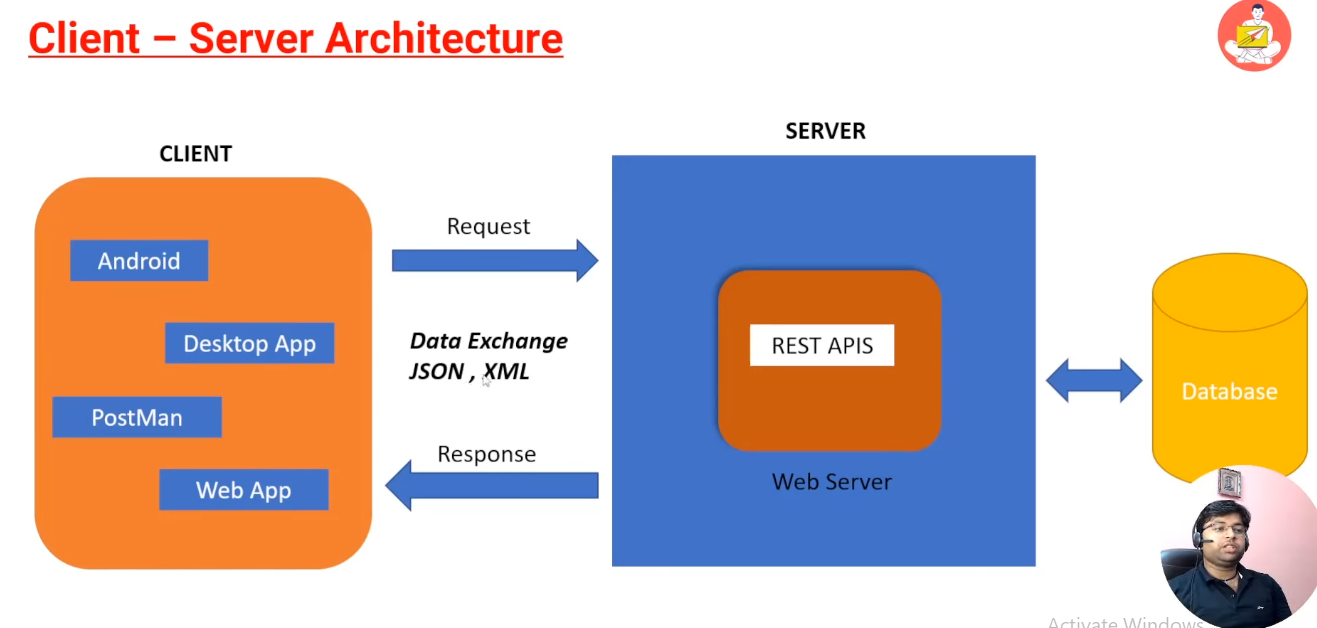 Client – Server Architecture
SERVER
CLIENT
Request
Android
Data Exchange
JSON , XML
Desktop App
REST APIS
PostMan
Database
Response
Web App
Web Server
Activate Windows